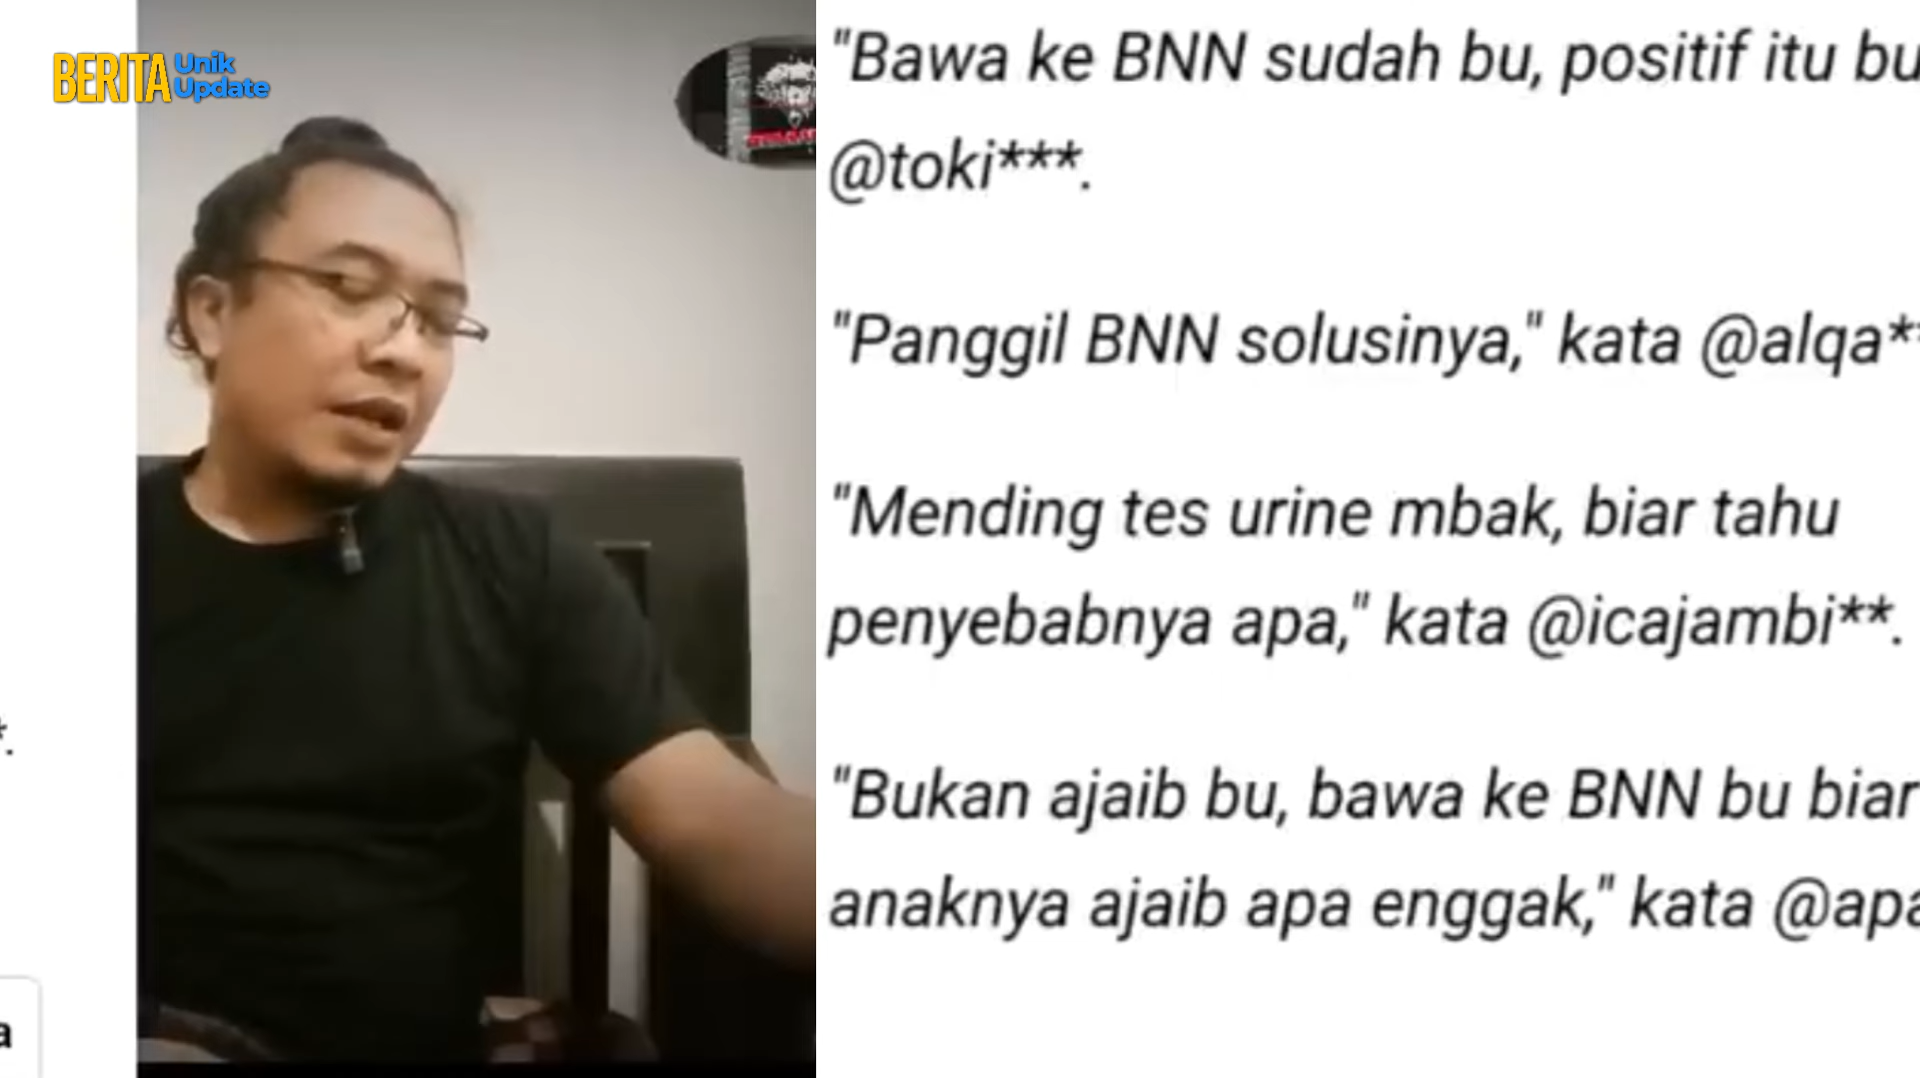 BERITA Unik
Update
"Bawa ke BNN sudah bu, positif itu bu
@toki***.
"Panggil BNN solusinya," kata @alqa*
"Mending tes urine mbak, biar tahu
penyebabnya apa," kata @icajambi**.
"Bukan ajaib bu, bawa ke BNN bu biar
anaknya ajaib apa enggak," kata @apa
*.
a